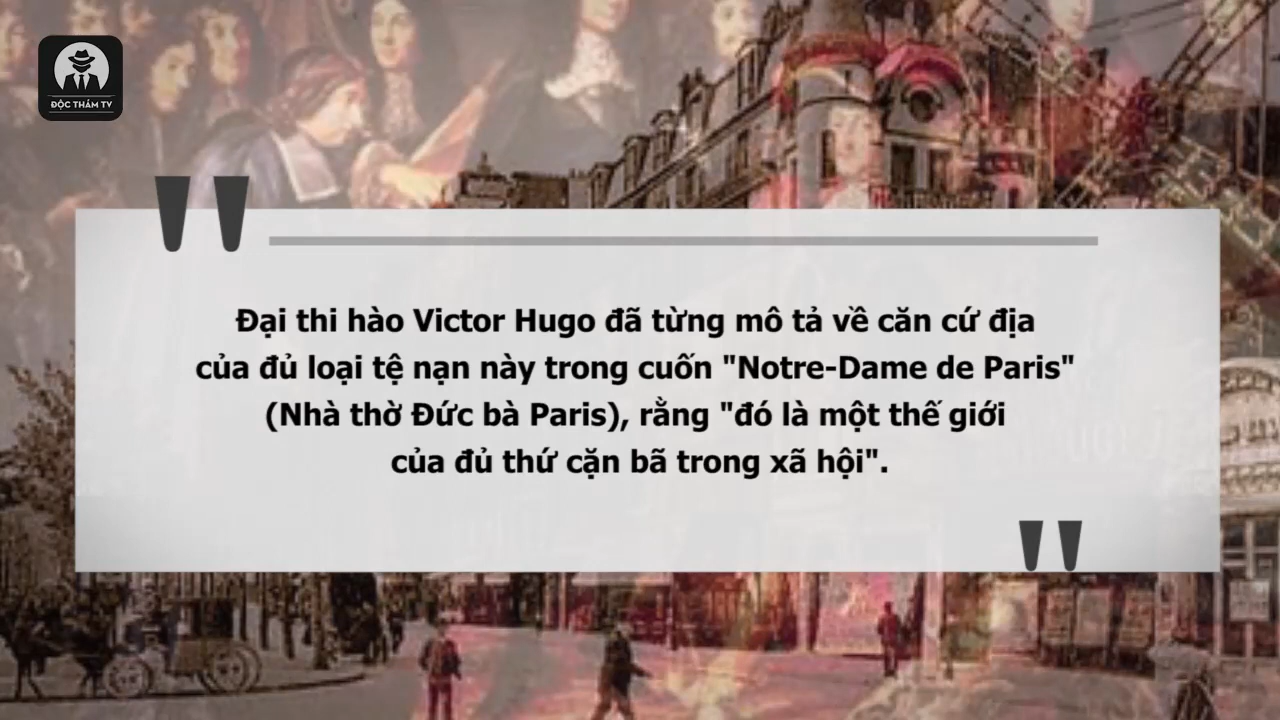 ĐỘC THÁM TV
"
Đại thi hào Victor Hugo đã từng mô tả về căn cứ địa
của đủ loại tệ nạn này trong cuốn "Notre-Dame de Paris"
(Nhà thờ Đức bà Paris), rằng "đó là một thế giới
của đủ thứ cặn bã trong xã hội".
"